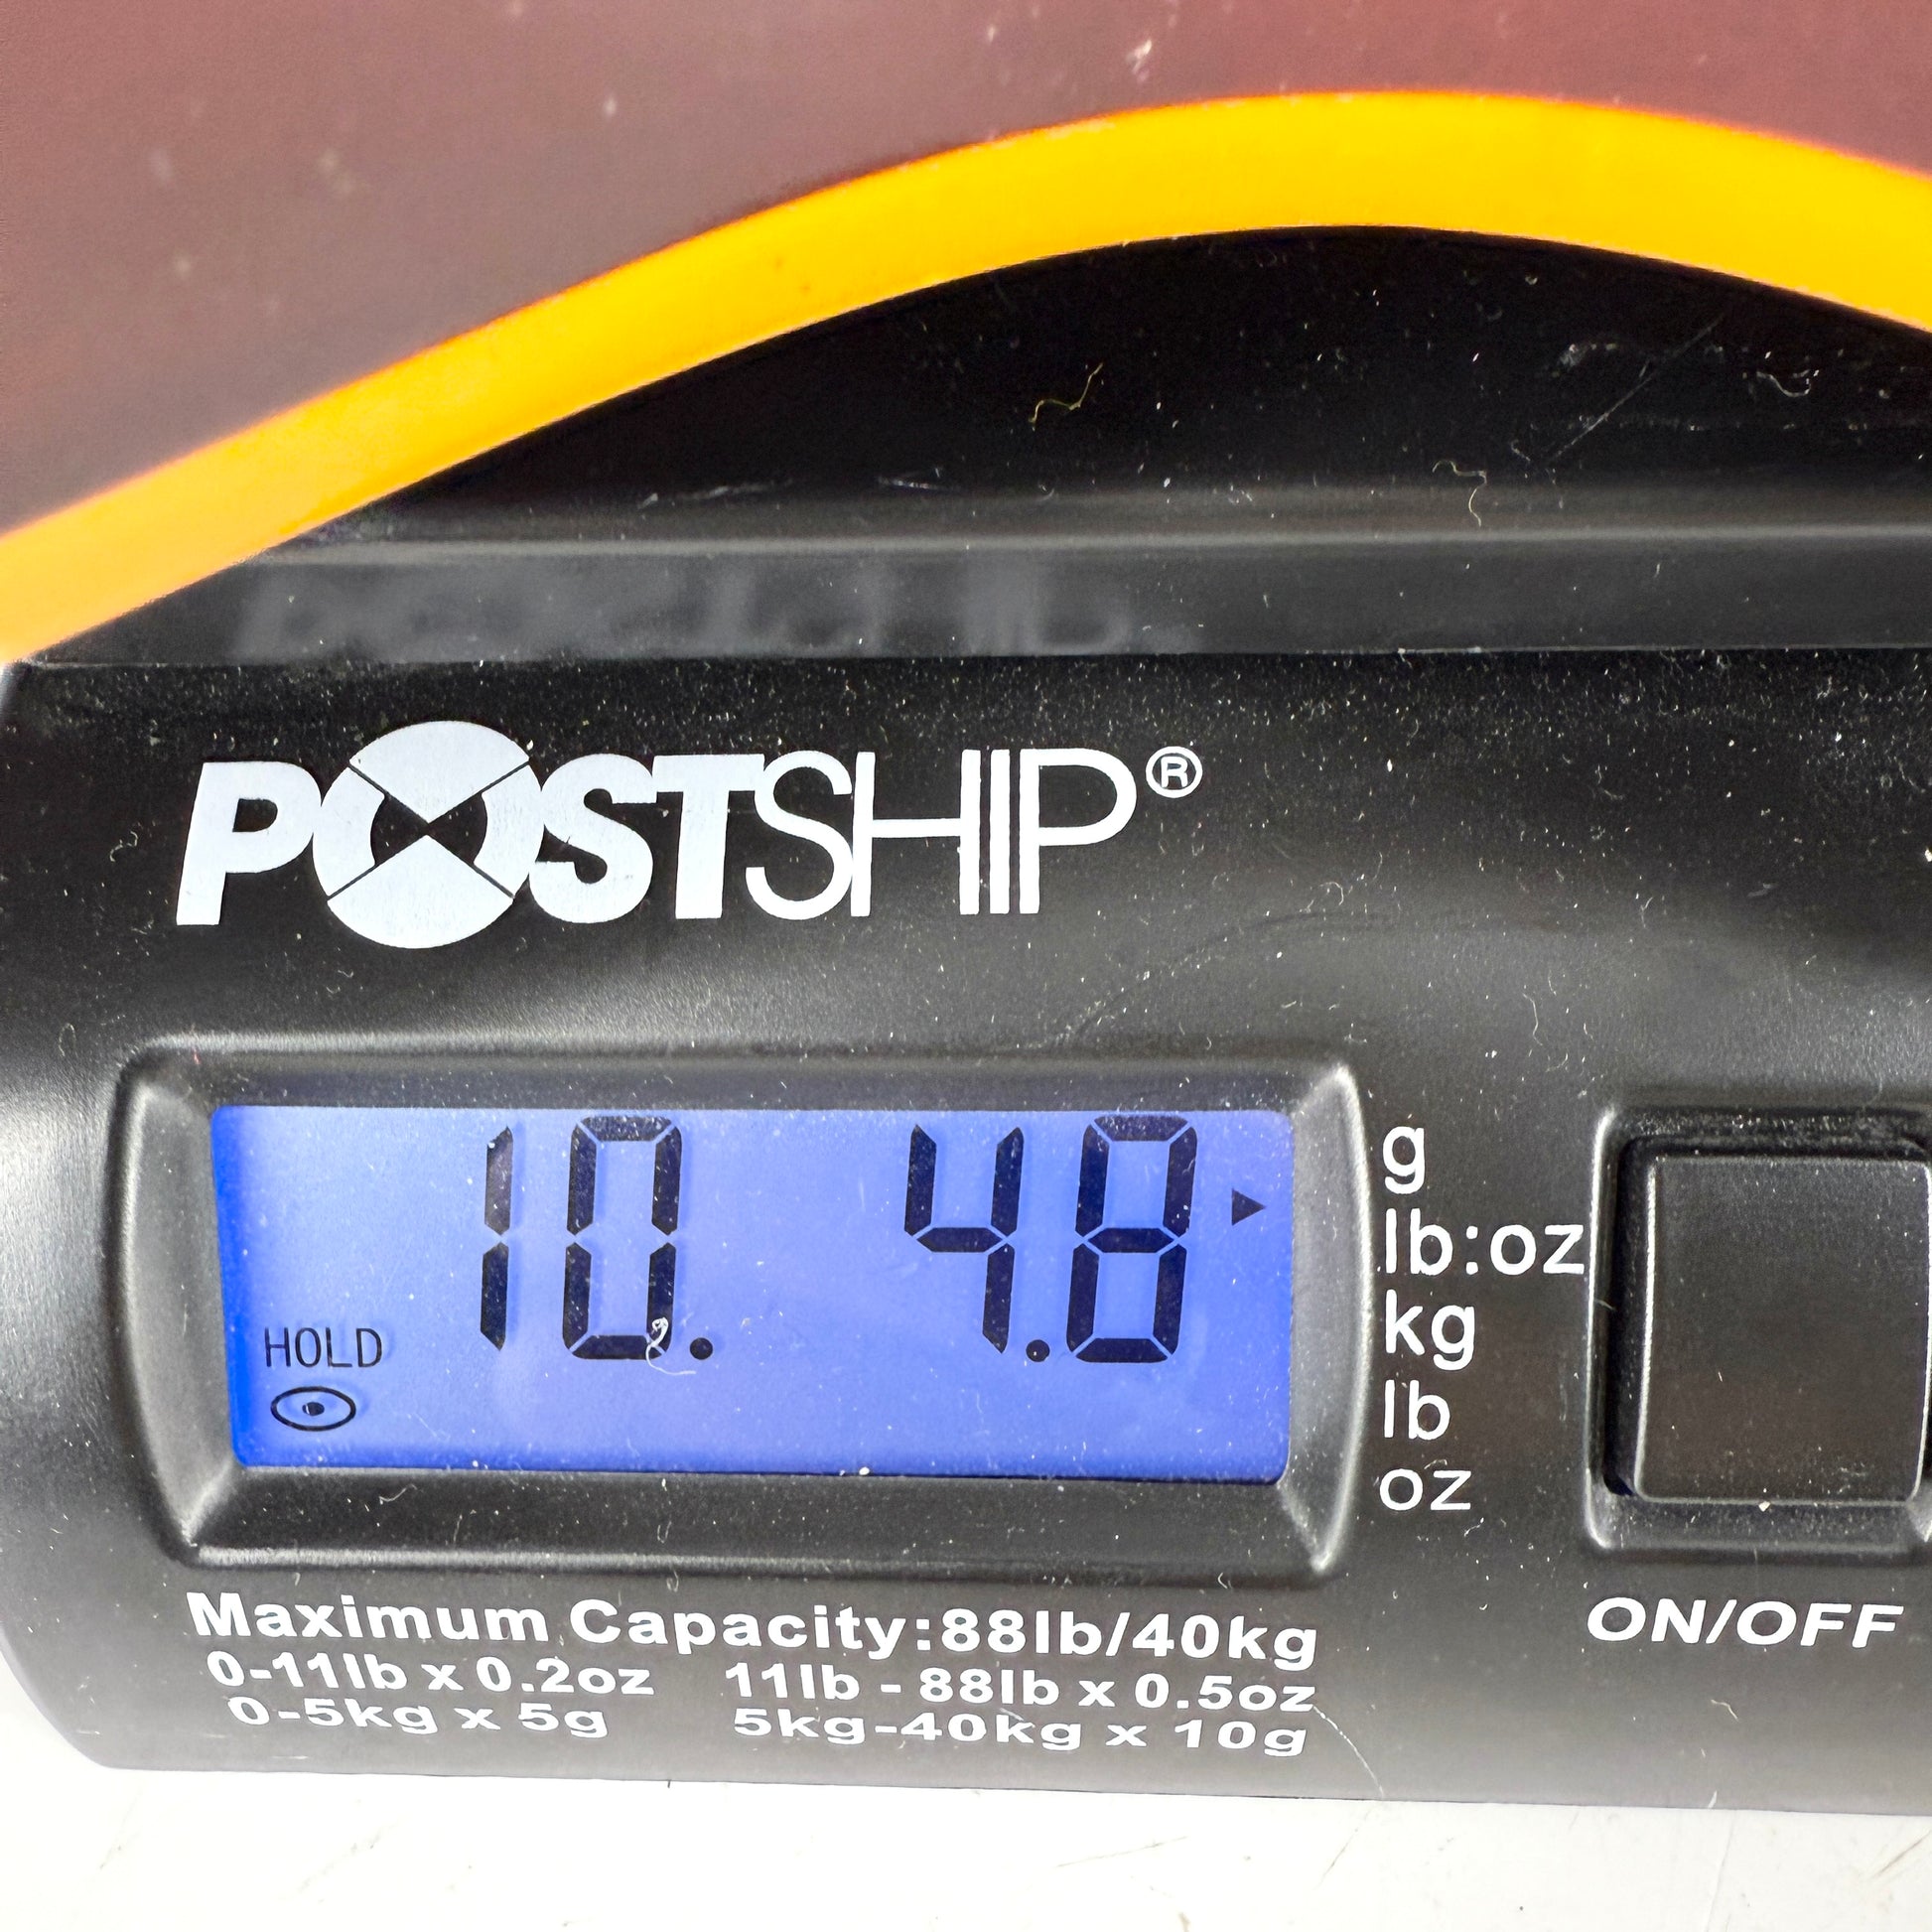 POSTSHIP®
10. 4.8
HOLD
g
lb:oz
kg
lb
oz
ON/OFF
Maximum Capacity:88lb/40kg
0-11lb x 0.2oz 11lb - 88lb x 0.5oz
0-5kg x 5g 5kg-40kg x 10g